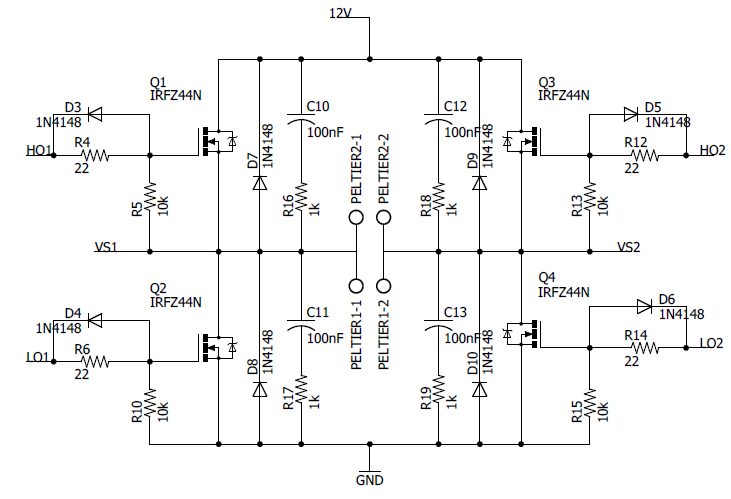 12V
Q1
IRFZ44N
Q3
IRFZ44N
D3
1N4148
C10
100nF
C12
100nF
D5
1N4148
HO1
R4
22
D7
1N4148
PELTIER2-1
PELTIER2-2
D9
1N4148
R12
22
HO2
R5
10k
R16
1k
R18
1k
R13
10k
VS1
VS2
Q2
IRFZ44N
Q4
IRFZ44N
D4
1N4148
C11
100nF
C13
100nF
D6
1N4148
LO1
R6
22
D8
1N4148
PELTIER1-1
PELTIER1-2
D10
1N4148
R14
22
LO2
R10
10k
R17
1k
R19
1k
R15
10k
GND